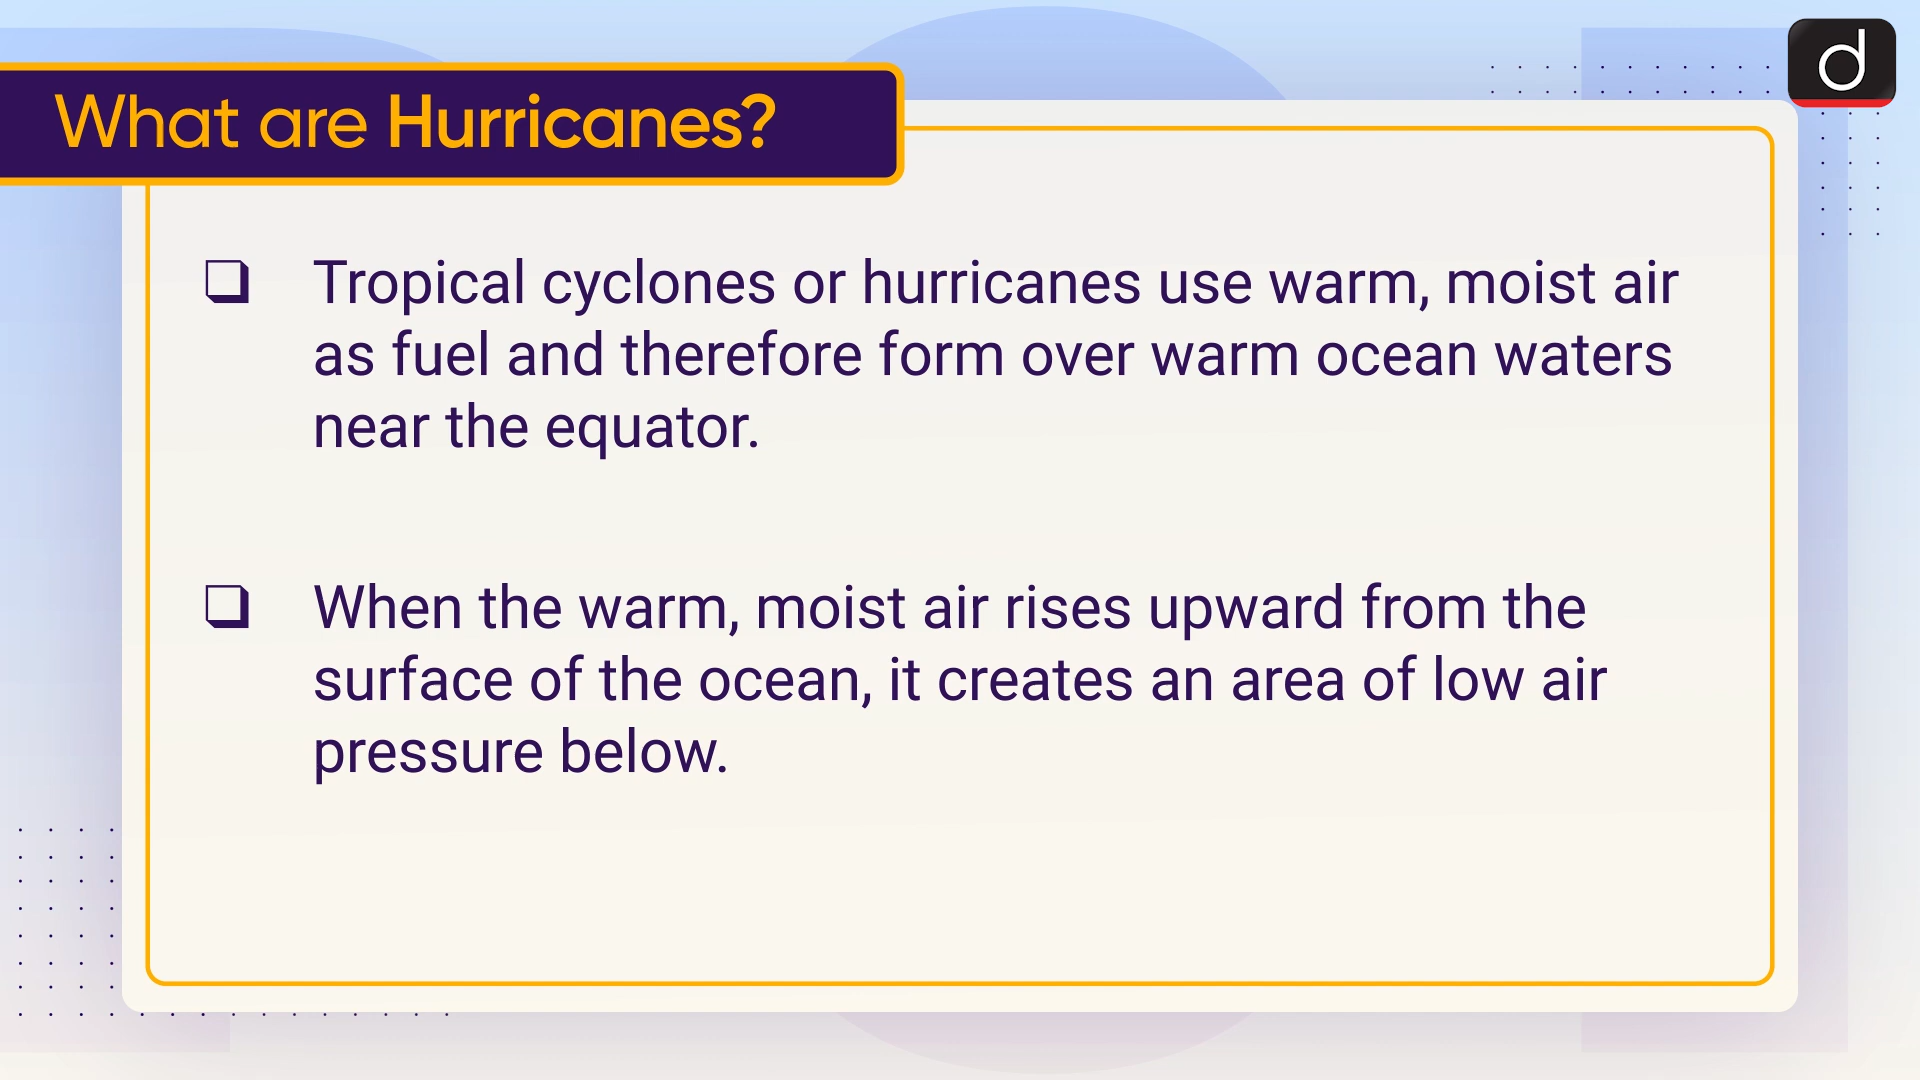 What are Hurricanes?
d
❑ Tropical cyclones or hurricanes use warm, moist air
as fuel and therefore form over warm ocean waters
near the equator.
❑ When the warm, moist air rises upward from the
surface of the ocean, it creates an area of low air
pressure below.